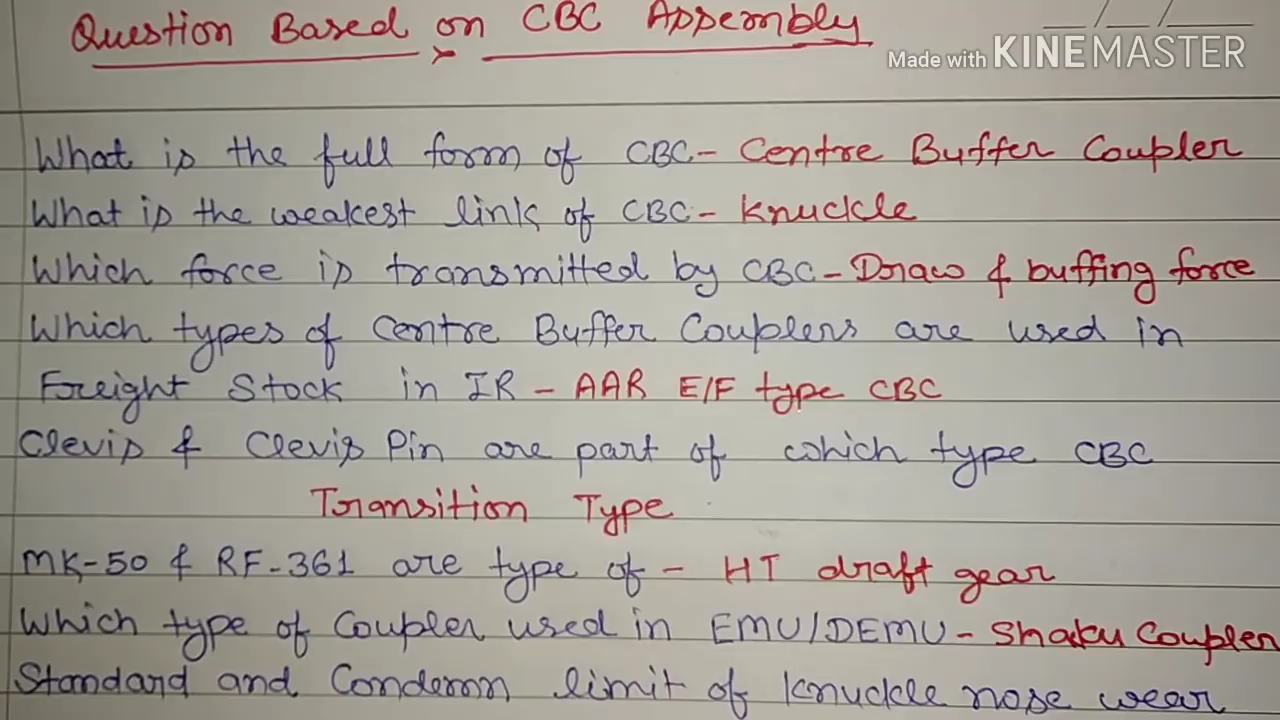 Question Based on CBC Assembly
Made with KINEMASTER
What is the full form of CBC - Centre Buffer Coupler
What is the weakest link of CBC - Knuckle
Which force is transmitted by CBC - Draw & buffing force
Which types of Centre Buffer Couplers are used in
Freight Stock in IR - AAR E/F type CBC
Clevis & Clevis Pin are part of which type CBC
Transition Type
MK-50 & RF-361 are type of - HT draft gear
Which type of Coupler used in EMU/DEMU - Shaku Coupler
Standard and Condemn limit of Knuckle nose wear